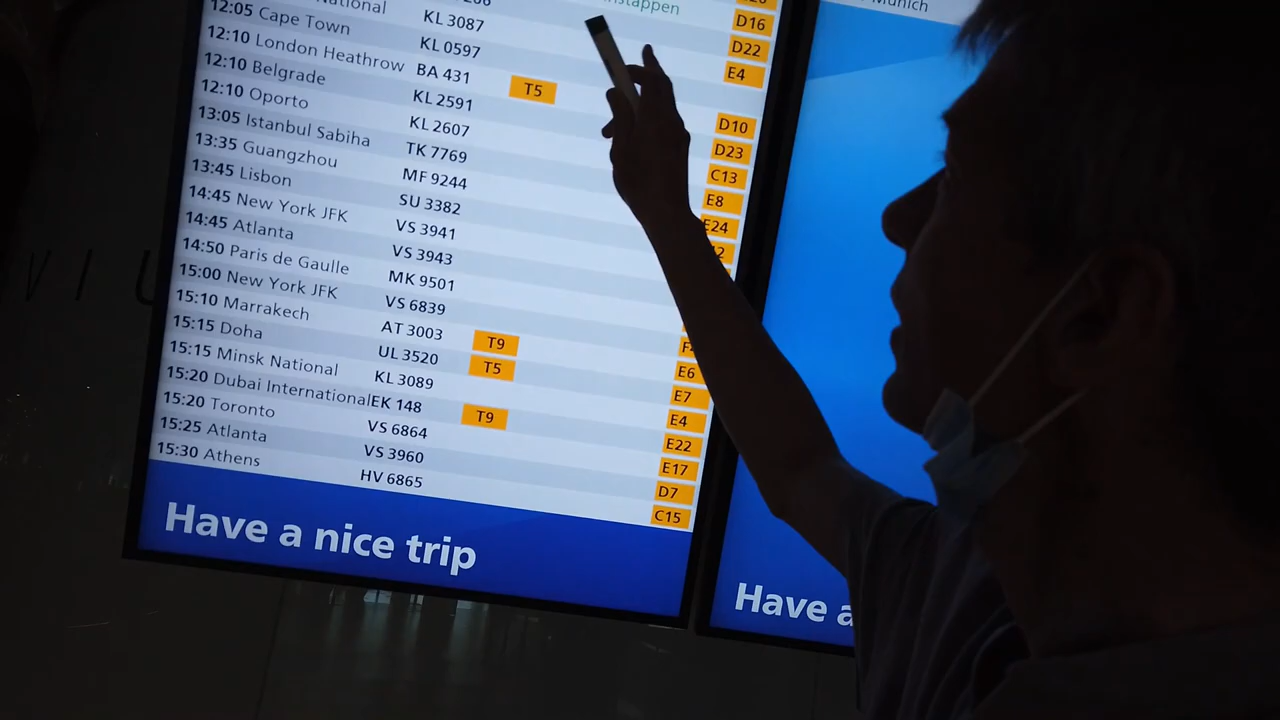 National KL 3087 E4
12:05 Cape Town KL 0597
12:10 London Heathrow BA 431 T5 D10
12:10 Belgrade KL 2591 D23
12:10 Oporto KL 2607 C13
13:05 Istanbul Sabiha TK 7769 E8
13:35 Guangzhou MF 9244 E24
13:45 Lisbon SU 3382
14:45 New York JFK VS 3941
14:45 Atlanta VS 3943
14:50 Paris de Gaulle MK 9501
15:00 New York JFK VS 6839
15:10 Marrakech AT 3003 T9 E6
15:15 Doha UL 3520 T5 E7
15:15 Minsk National KL 3089 E4
15:20 Dubai International EK 148 T9 E22
15:20 Toronto VS 6864 E17
15:25 Atlanta VS 3960 D7
15:30 Athens HV 6865 C15
D16
D22
Have a nice trip
Munich
Have a